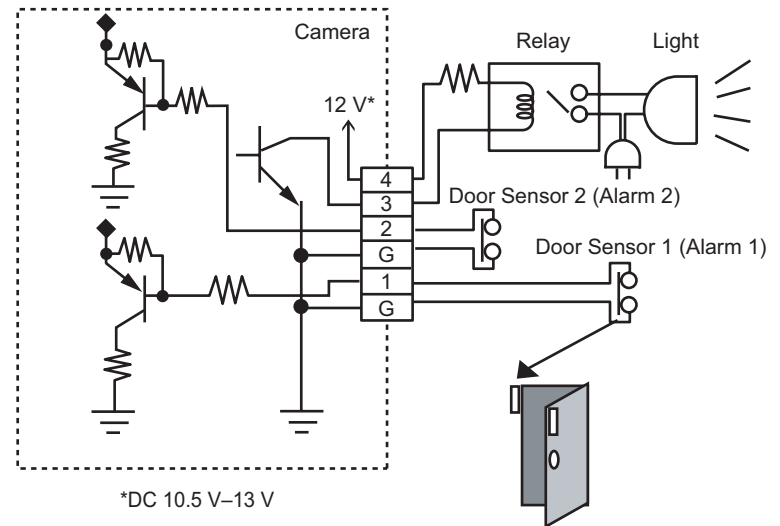 Camera
Relay
Light
12 V*
4
3
2
G
1
G
Door Sensor 2 (Alarm 2)
Door Sensor 1 (Alarm 1)
*DC 10.5 V–13 V